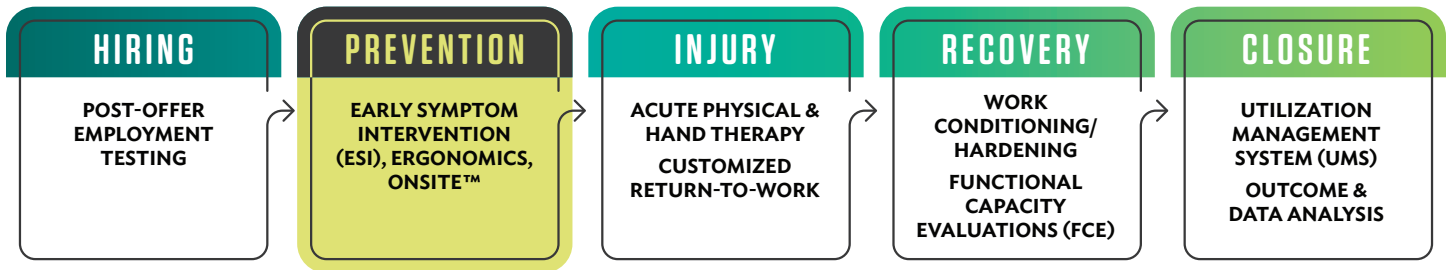 HIRING
POST-OFFER
EMPLOYMENT
TESTING
PREVENTION
EARLY SYMPTOM
INTERVENTION
(ESI), ERGONOMICS,
ONSITE™
INJURY
ACUTE PHYSICAL &
HAND THERAPY
CUSTOMIZED
RETURN-TO-WORK
RECOVERY
WORK
CONDITIONING/
HARDENING
FUNCTIONAL
CAPACITY
EVALUATIONS (FCE)
CLOSURE
UTILIZATION
MANAGEMENT
SYSTEM (UMS)
OUTCOME &
DATA ANALYSIS